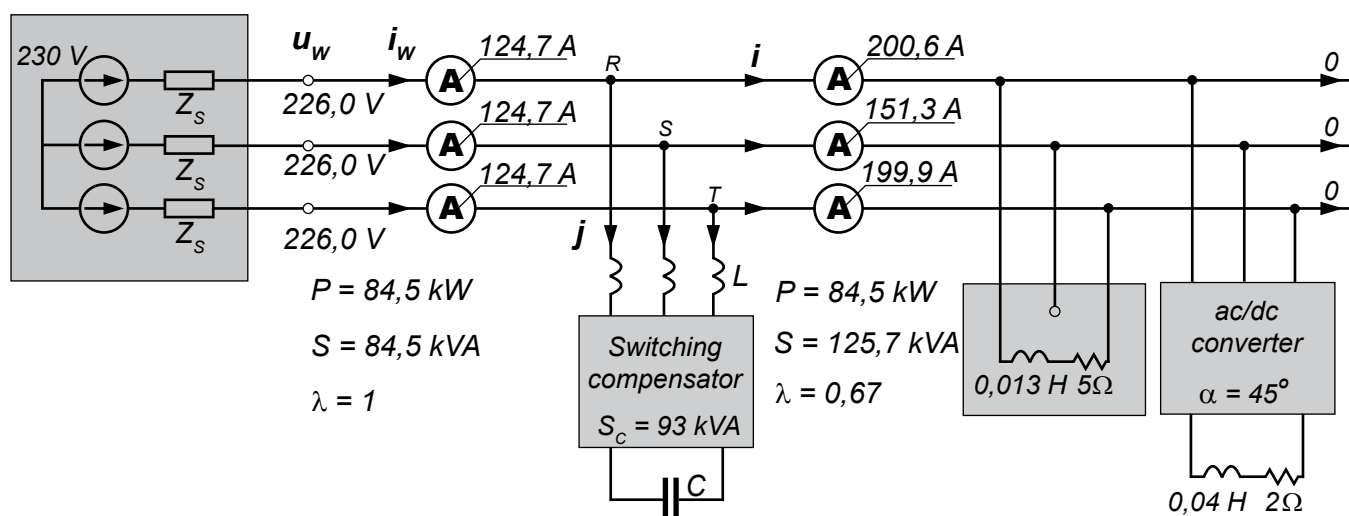 230 V
Z_S
Z_S
Z_S
u_w
i_w
226,0 V
226,0 V
226,0 V
124,7 A
124,7 A
124,7 A
A
A
A
P = 84,5 kW
S = 84,5 kVA
λ = 1
R
S
T
j
L
Switching
compensator
S_C = 93 kVA
C
i
200,6 A
151,3 A
199,9 A
A
A
A
P = 84,5 kW
S = 125,7 kVA
λ = 0,67
0
0
0
0,013 H 5Ω
ac/dc
converter
α = 45°
0,04 H 2Ω